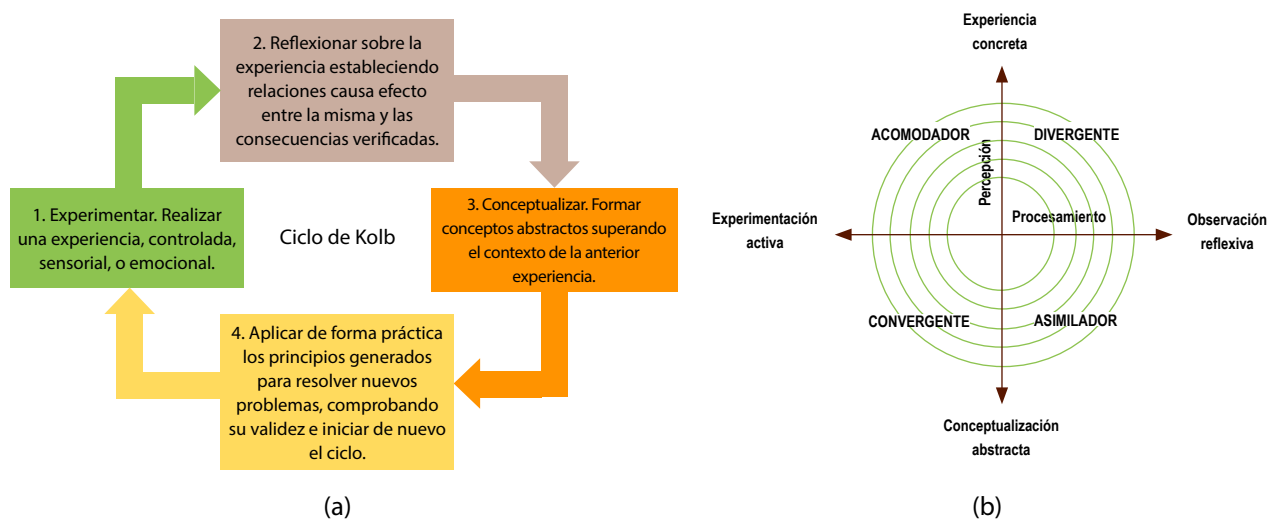 2. Reflexionar sobre la
experiencia estableciendo
relaciones causa efecto
entre la misma y las
consecuencias verificadas.
1. Experimentar. Realizar
una experiencia, controlada,
sensorial, o emocional.
Ciclo de Kolb
3. Conceptualizar. Formar
conceptos abstractos superando
el contexto de la anterior
experiencia.
4. Aplicar de forma práctica
los principios generados
para resolver nuevos
problemas, comprobando
su validez e iniciar de nuevo
el ciclo.
(a)
Experiencia
concreta
ACOMODADOR
DIVERGENTE
Percepción
Procesamiento
Experimentación
activa
Observación
reflexiva
CONVERGENTE
ASIMILADOR
Conceptualización
abstracta
(b)